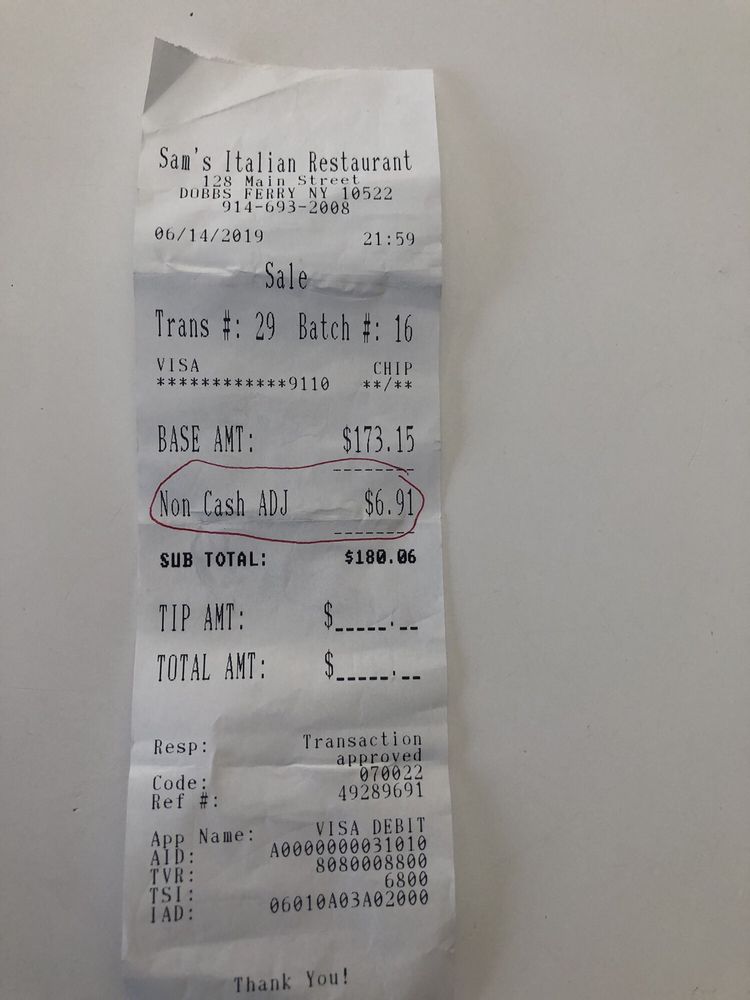 Sam's Italian Restaurant
128 Main Street
DOBBS FERRY NY 10522
914-693-2008
06/14/2019 21:59
Sale
Trans #: 29 Batch #: 16
VISA CHIP
************9110 **/**
BASE AMT: $173.15
Non Cash ADJ $6.91
SUB TOTAL: $180.06
TIP AMT: $_____.__
TOTAL AMT: $_____.__
Resp: Transaction
approved
Code: 070022
Ref #: 49289691
App Name: VISA DEBIT
AID: A0000000031010
TVR: 8080008800
TSI: 6800
IAD: 06010A03A02000
Thank You!